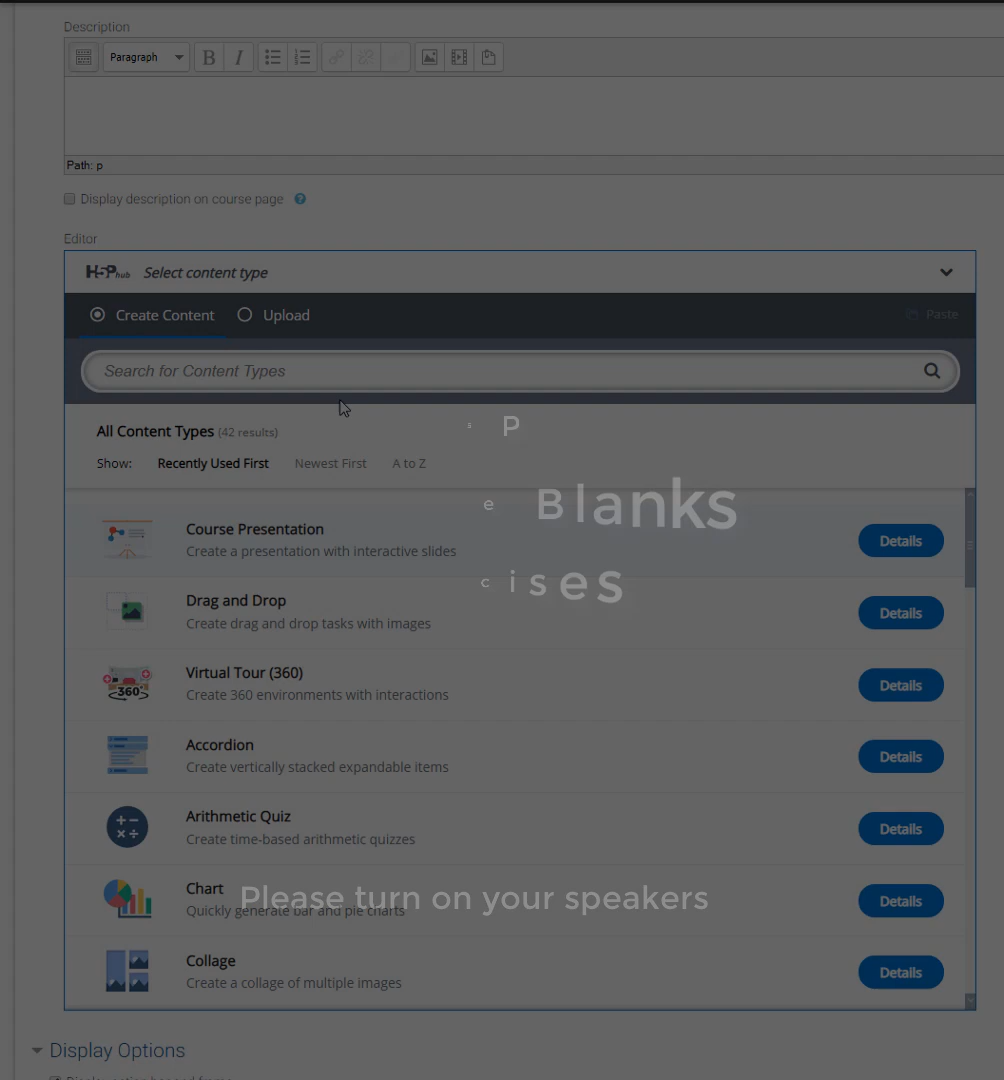 Description
Paragraph
B I
Path: p
Display description on course page
Editor
H5P hub Select content type
Create Content Upload Paste
Search for Content Types
All Content Types (42 results)
P
Show: Recently Used First Newest First A to Z
e Blanks
Course Presentation
Create a presentation with interactive slides
Details
c i s e s
Drag and Drop
Create drag and drop tasks with images
Details
Virtual Tour (360)
Create 360 environments with interactions
Details
360°
Accordion
Create vertically stacked expandable items
Details
Arithmetic Quiz
Create time-based arithmetic quizzes
Details
Chart
Quickly generate bar and pie charts
Details
Please turn on your speakers
Collage
Create a collage of multiple images
Details
Display Options